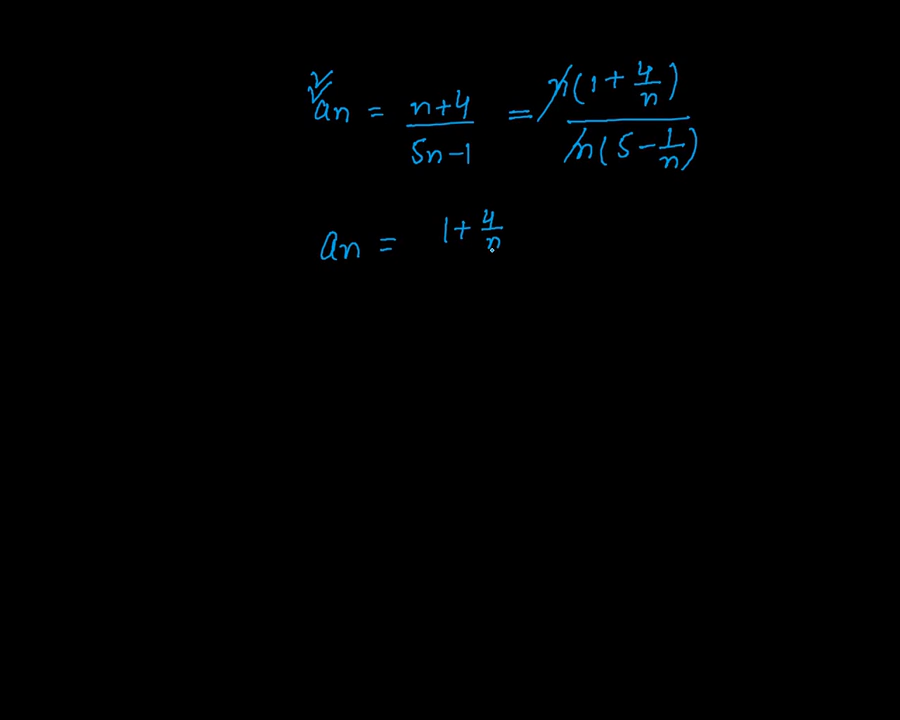 an = n+4/5n-1 = n(1+4/n)/n(5-1/n)
an = 1+4/n